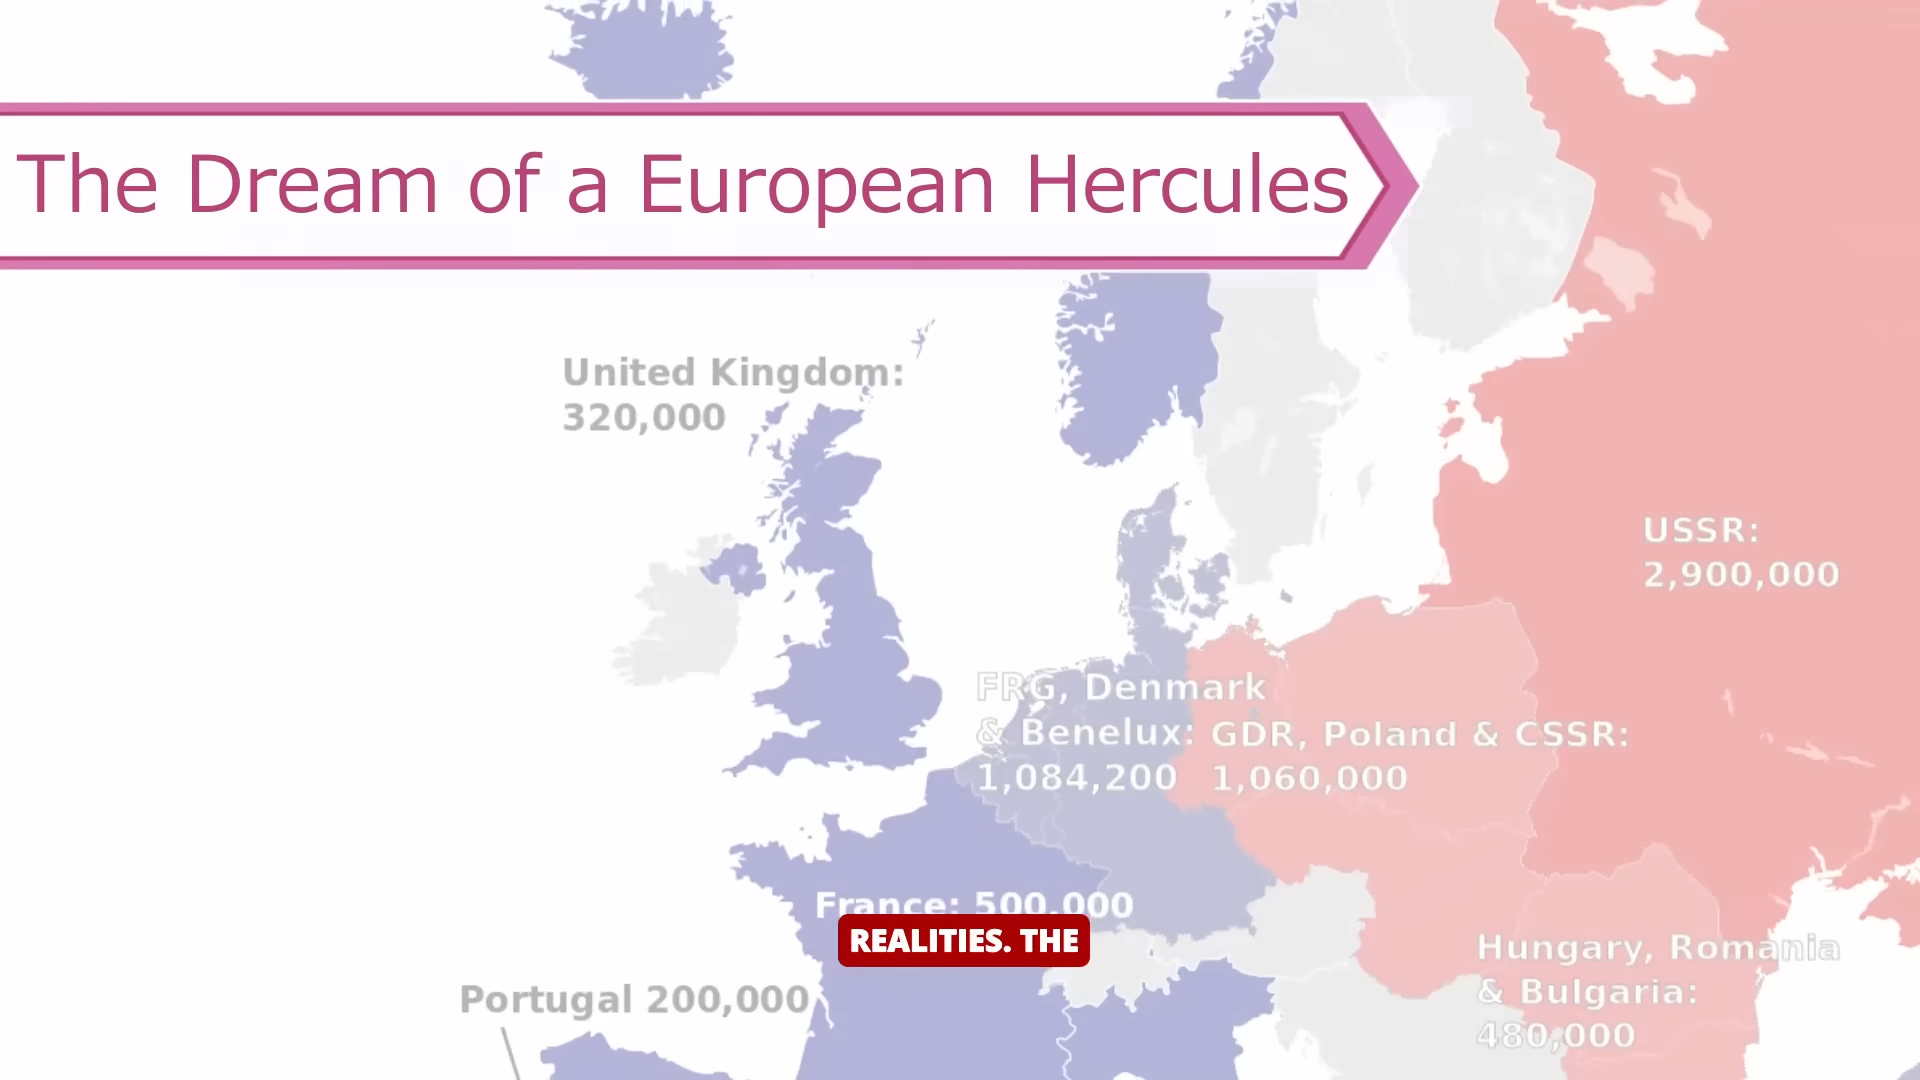 The Dream of a European Hercules
United Kingdom:
320,000
USSR:
2,900,000
FRG, Denmark
& Benelux:
1,084,200
GDR, Poland & CSSR:
1,060,000
France: 500,000
REALITIES. THE
Hungary, Romania
& Bulgaria:
480,000
Portugal 200,000